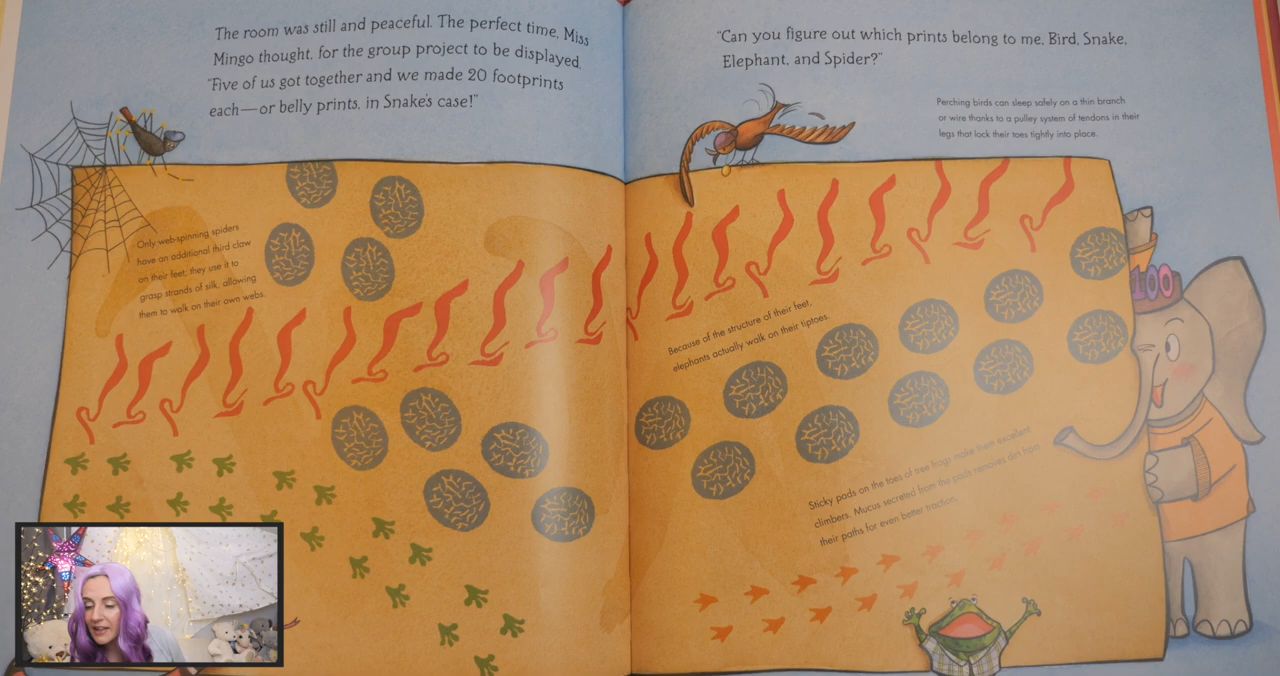 The room was still and peaceful. The perfect time, Miss
Mingo thought, for the group project to be displayed.
"Five of us got together and we made 20 footprints
each—or belly prints, in Snake's case!"
Only web-spinning spiders
have an additional third claw
on their feet; they use it to
grasp strands of silk, allowing
them to walk on their own webs.
"Can you figure out which prints belong to me, Bird, Snake,
Elephant, and Spider?"
Perching birds can sleep safely on a thin branch
or wire thanks to a pulley system of tendons in their
legs that lock their toes tightly into place.
Because of the structure of their feet,
elephants actually walk on their tiptoes.
Sticky pads on the toes of tree frogs make them excellent
climbers. Mucus secreted from the pads removes dirt from
their paths for even better traction.
LOO